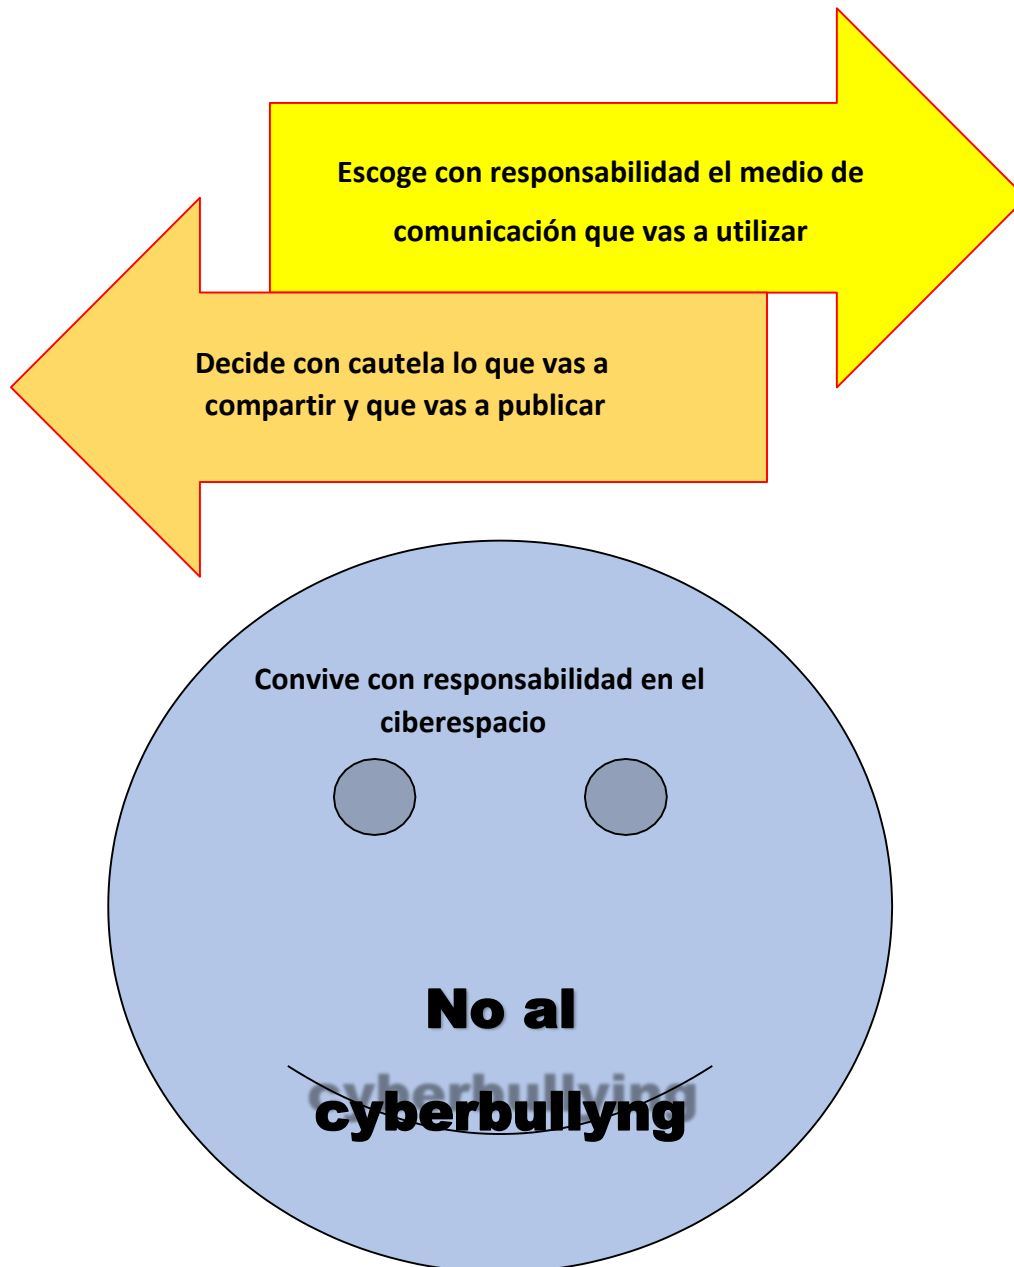 Escoge con responsabilidad el medio de
comunicación que vas a utilizar
Decide con cautela lo que vas a
compartir y que vas a publicar
Convive con responsabilidad en el
ciberespacio
No al
cyberbullying
cyberbullyng